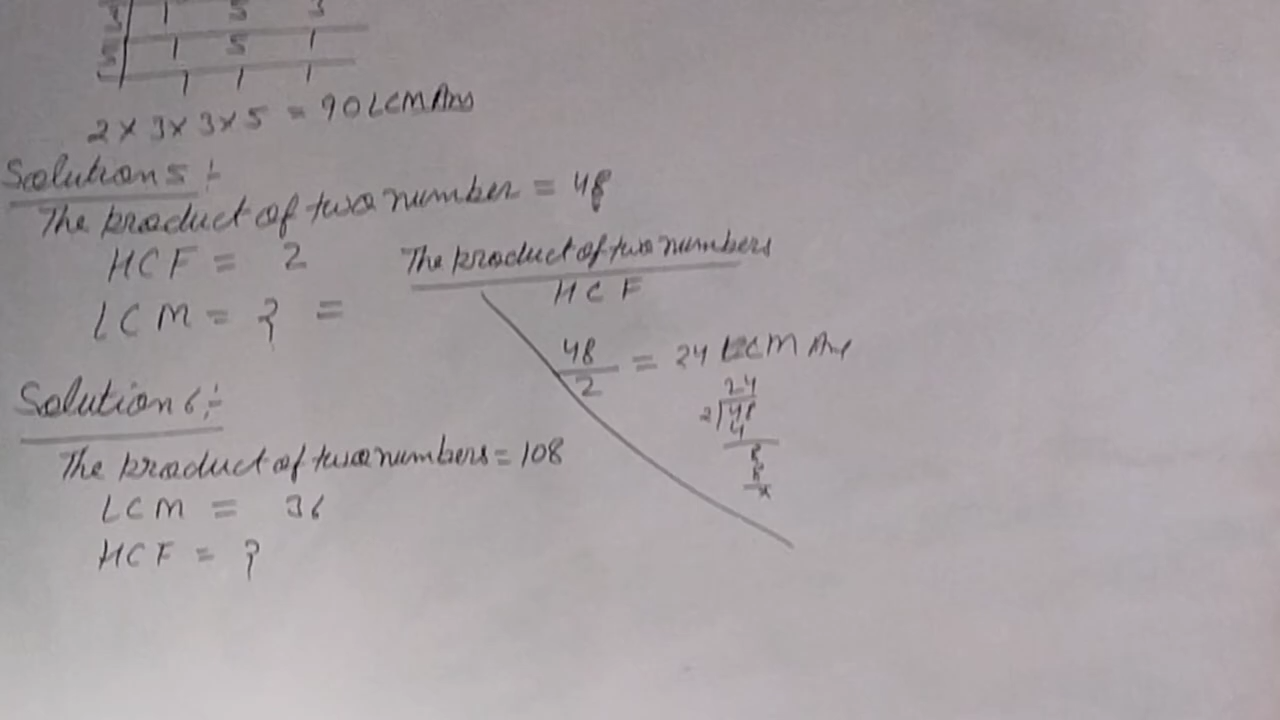 3 | 1 5 3
5 | 1 5 1
1 1 1
2 × 3 × 3 × 5 = 90 LCM Ans
Solution 5 :-
The product of two number = 48
HCF = 2
LCM = ? = The product of two numbers
HCF
48
2
= 24 LCM Ans
24
2 48
4
8
8
×
Solution 6 :-
The product of two numbers = 108
LCM = 36
HCF = ?